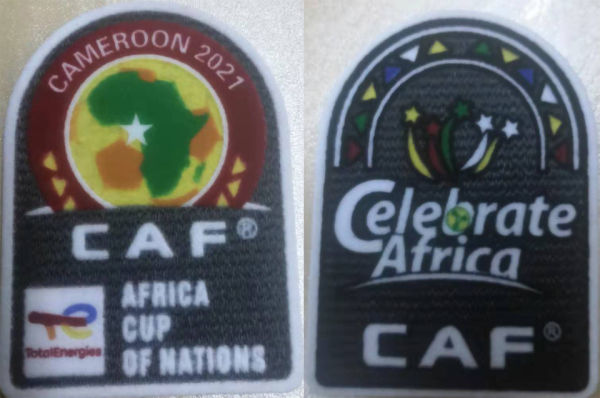 CAMEROON 2021
CAF®
TotalEnergies
AFRICA
CUP
OF NATIONS
Celebrate
Africa
CAF®